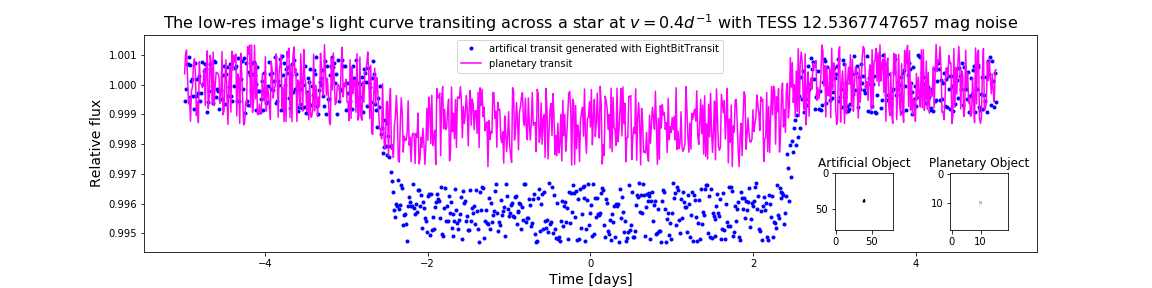 The low-res image's light curve transiting across a star at v = 0.4d⁻¹ with TESS 12.5367747657 mag noise
artifical transit generated with EightBitTransit
planetary transit
Relative flux
1.001
1.000
0.999
0.998
0.997
0.996
0.995
−4
−2
0
2
4
Time [days]
Artificial Object
0
50
0
50
Planetary Object
0
10
0
10